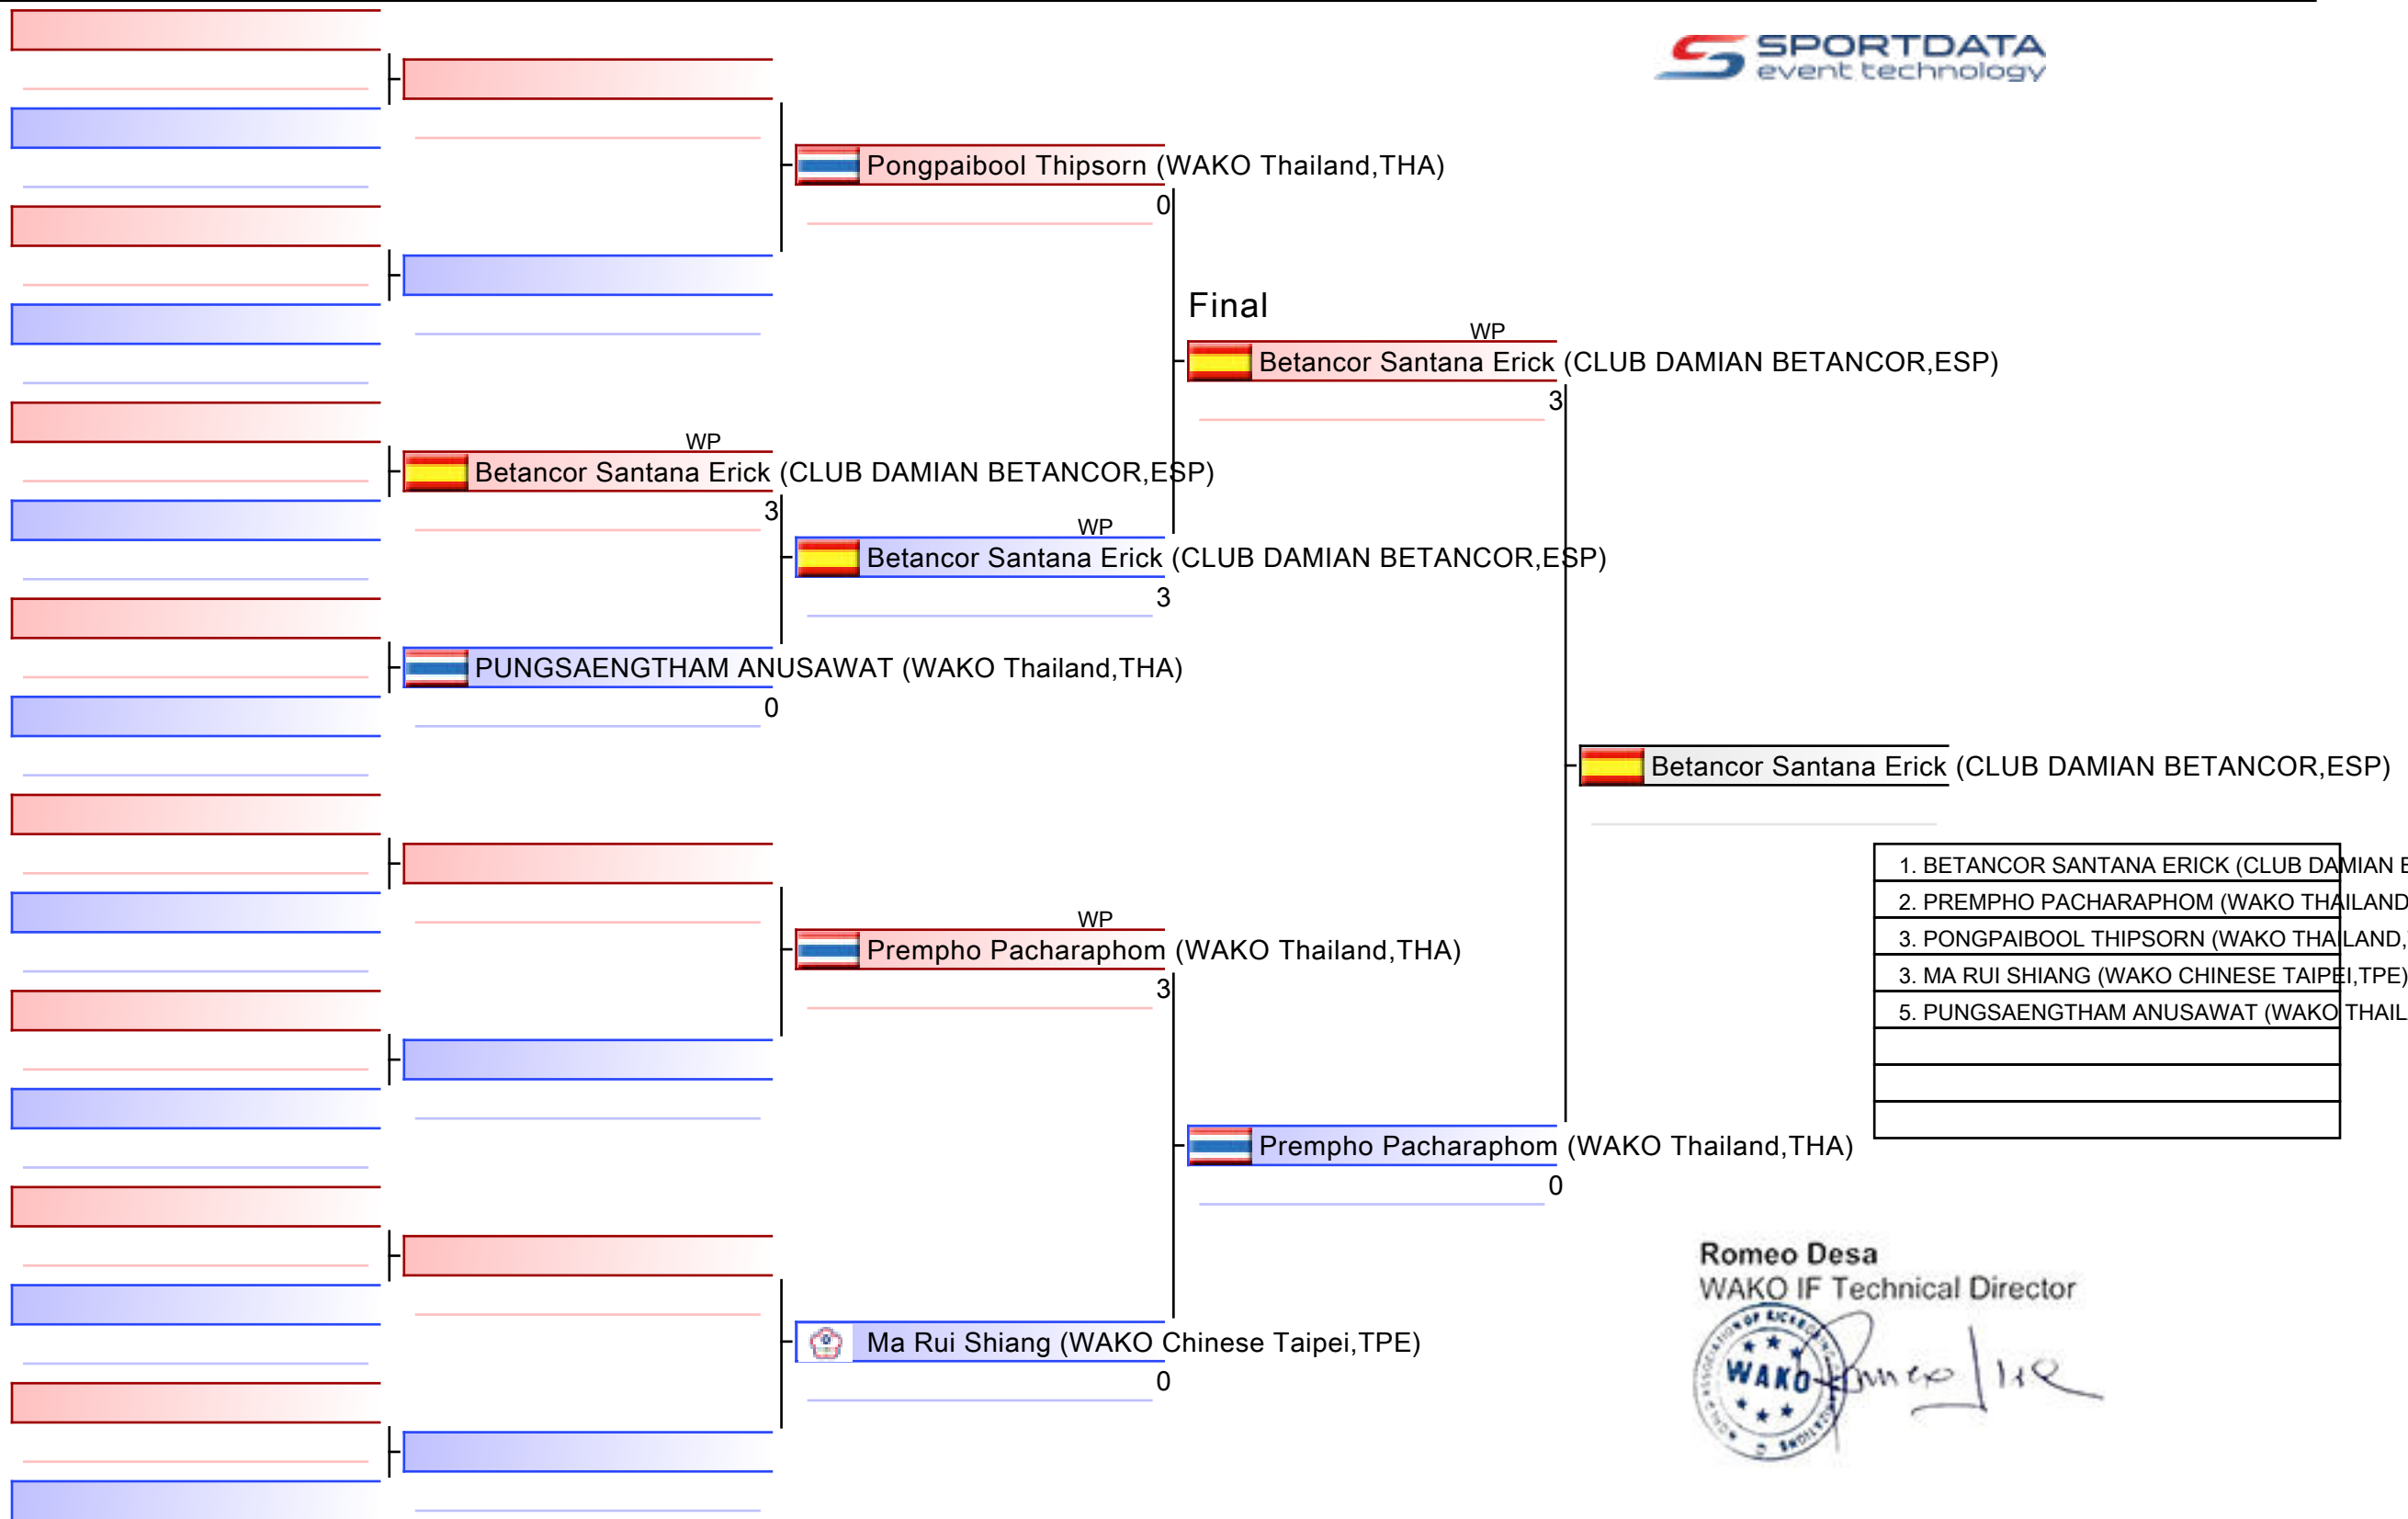 SPORTDATA
event technology
Pongpaibool Thipsorn (WAKO Thailand,THA)
0
Final
WP
Betancor Santana Erick (CLUB DAMIAN BETANCOR,ESP)
3
WP
Betancor Santana Erick (CLUB DAMIAN BETANCOR,ESP)
3
WP
Betancor Santana Erick (CLUB DAMIAN BETANCOR,ESP)
3
PUNGSAENGTHAM ANUSAWAT (WAKO Thailand,THA)
0
Betancor Santana Erick (CLUB DAMIAN BETANCOR,ESP)
1. BETANCOR SANTANA ERICK (CLUB DAMIAN
2. PREMPHO PACHARAPHOM (WAKO THAILAND
3. PONGPAIBOOL THIPSORN (WAKO THAILAND,
3. MA RUI SHIANG (WAKO CHINESE TAIPEI,TPE)
5. PUNGSAENGTHAM ANUSAWAT (WAKO THAIL
WP
Prempho Pacharaphom (WAKO Thailand,THA)
3
Prempho Pacharaphom (WAKO Thailand,THA)
0
Ma Rui Shiang (WAKO Chinese Taipei,TPE)
0
Romeo Desa
WAKO IF Technical Director
WAKO